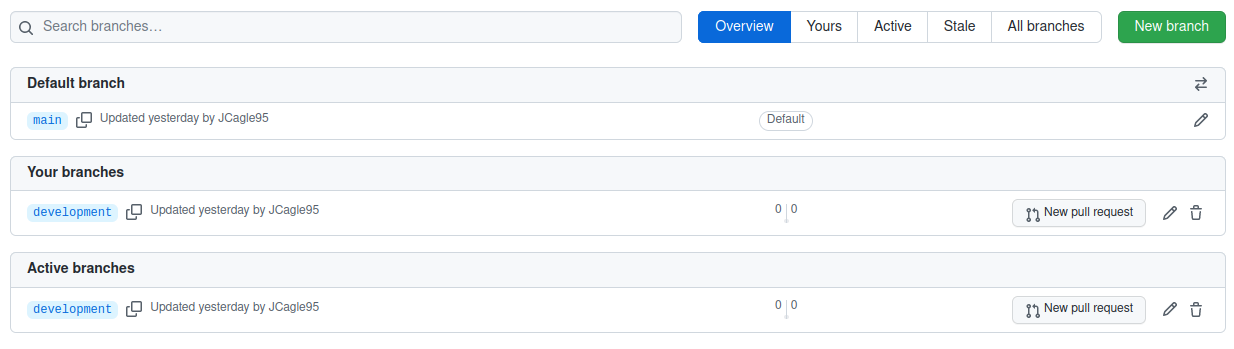 Search branches… Overview Yours Active Stale All branches New branch
Default branch
main Updated yesterday by JCagle95 Default
Your branches
development Updated yesterday by JCagle95 0 0 New pull request
Active branches
development Updated yesterday by JCagle95 0 0 New pull request